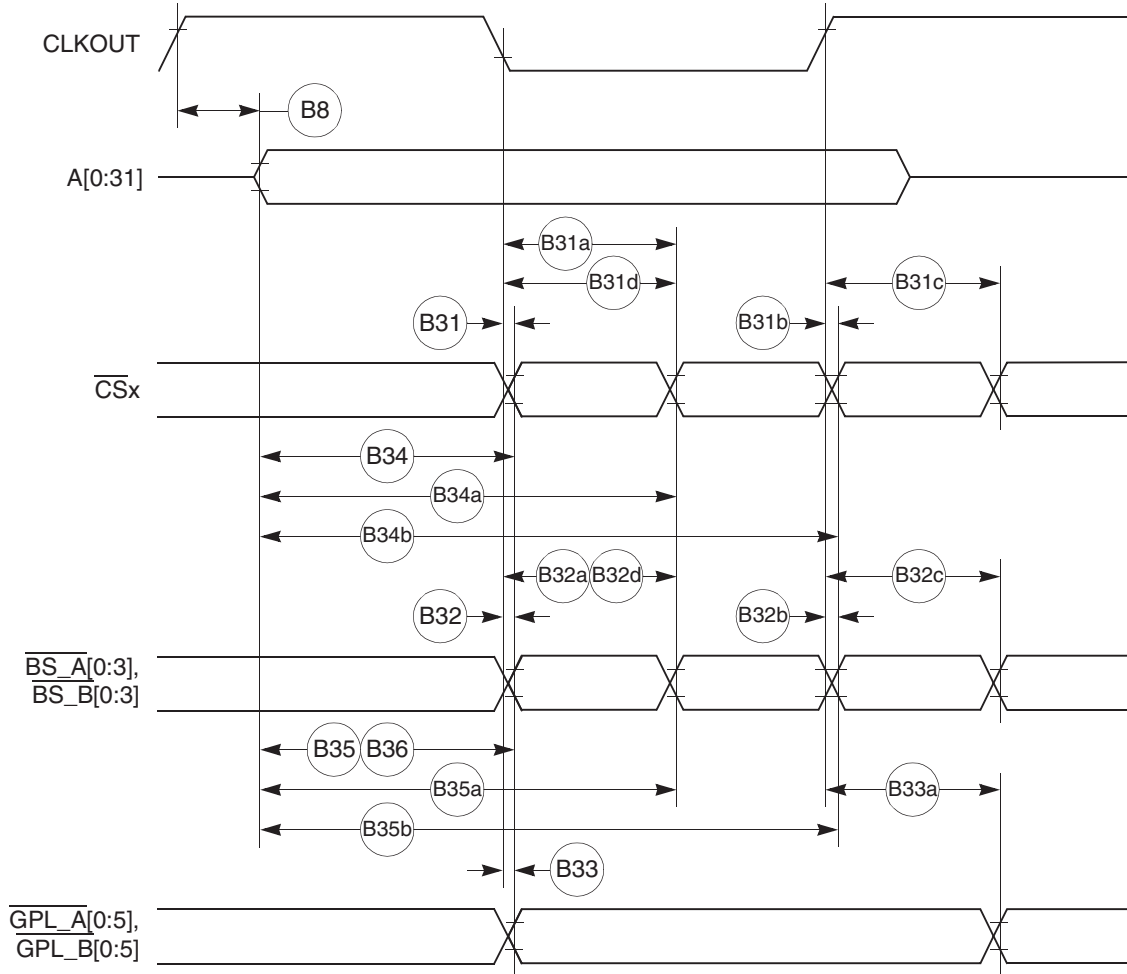 CLKOUT
B8
A[0:31]
B31a
B31d
B31c
B31
B31b
CSx
B34
B34a
B34b
B32a B32d
B32c
B32
B32b
BS_A[0:3],
BS_B[0:3]
B35 B36
B35a
B33a
B35b
B33
GPL_A[0:5],
GPL_B[0:5]